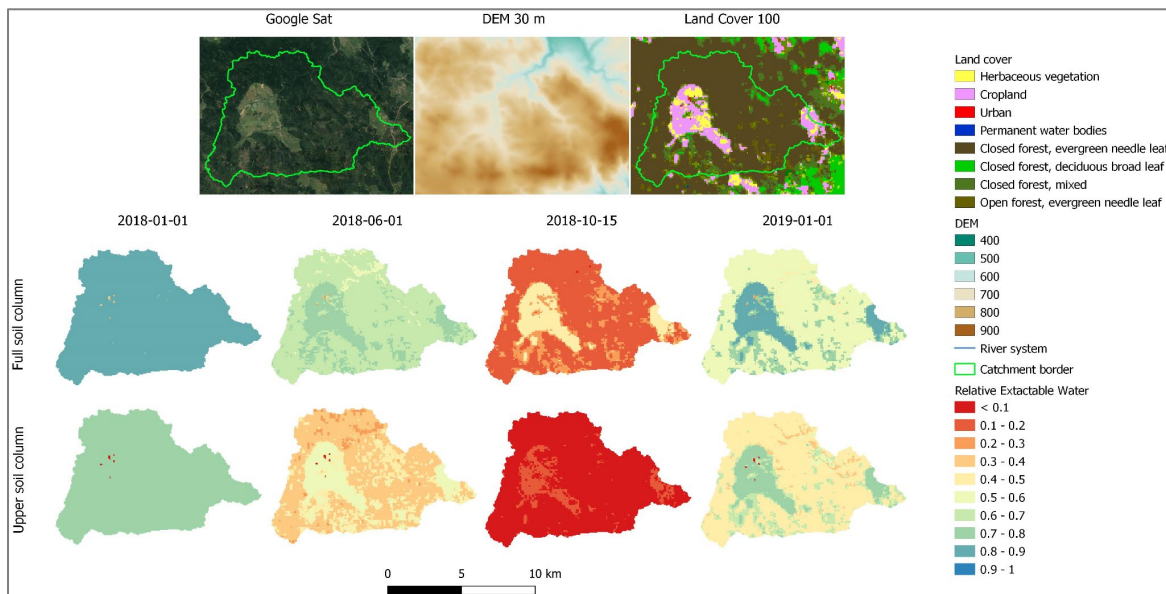 Google Sat
DEM 30 m
Land Cover 100
Land cover
Herbaceous vegetation
Cropland
Urban
Permanent water bodies
Closed forest, evergreen needle leaf
Closed forest, deciduous broad leaf
Closed forest, mixed
Open forest, evergreen needle leaf
DEM
400
500
600
700
800
900
River system
Catchment border
Relative Extactable Water
< 0.1
0.1 - 0.2
0.2 - 0.3
0.3 - 0.4
0.4 - 0.5
0.5 - 0.6
0.6 - 0.7
0.7 - 0.8
0.8 - 0.9
0.9 - 1
2018-01-01
2018-06-01
2018-10-15
2019-01-01
Full soil column
Upper soil column
0
5
10 km